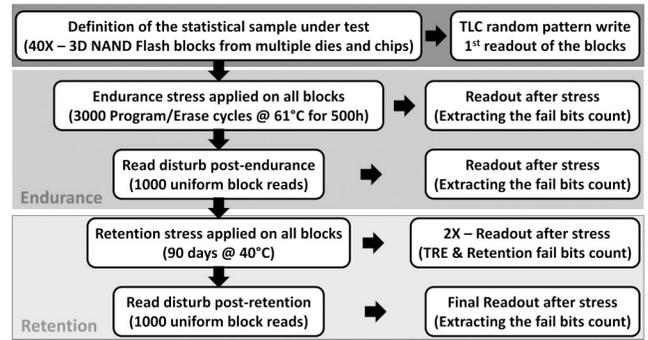 Definition of the statistical sample under test
(40X – 3D NAND Flash blocks from multiple dies and chips)
TLC random pattern write
1st readout of the blocks
Endurance stress applied on all blocks
(3000 Program/Erase cycles @ 61°C for 500h)
Readout after stress
(Extracting the fail bits count)
Read disturb post-endurance
(1000 uniform block reads)
Readout after stress
(Extracting the fail bits count)
Endurance
Retention stress applied on all blocks
(90 days @ 40°C)
2X – Readout after stress
(TRE & Retention fail bits count)
Read disturb post-retention
(1000 uniform block reads)
Final Readout after stress
(Extracting the fail bits count)
Retention